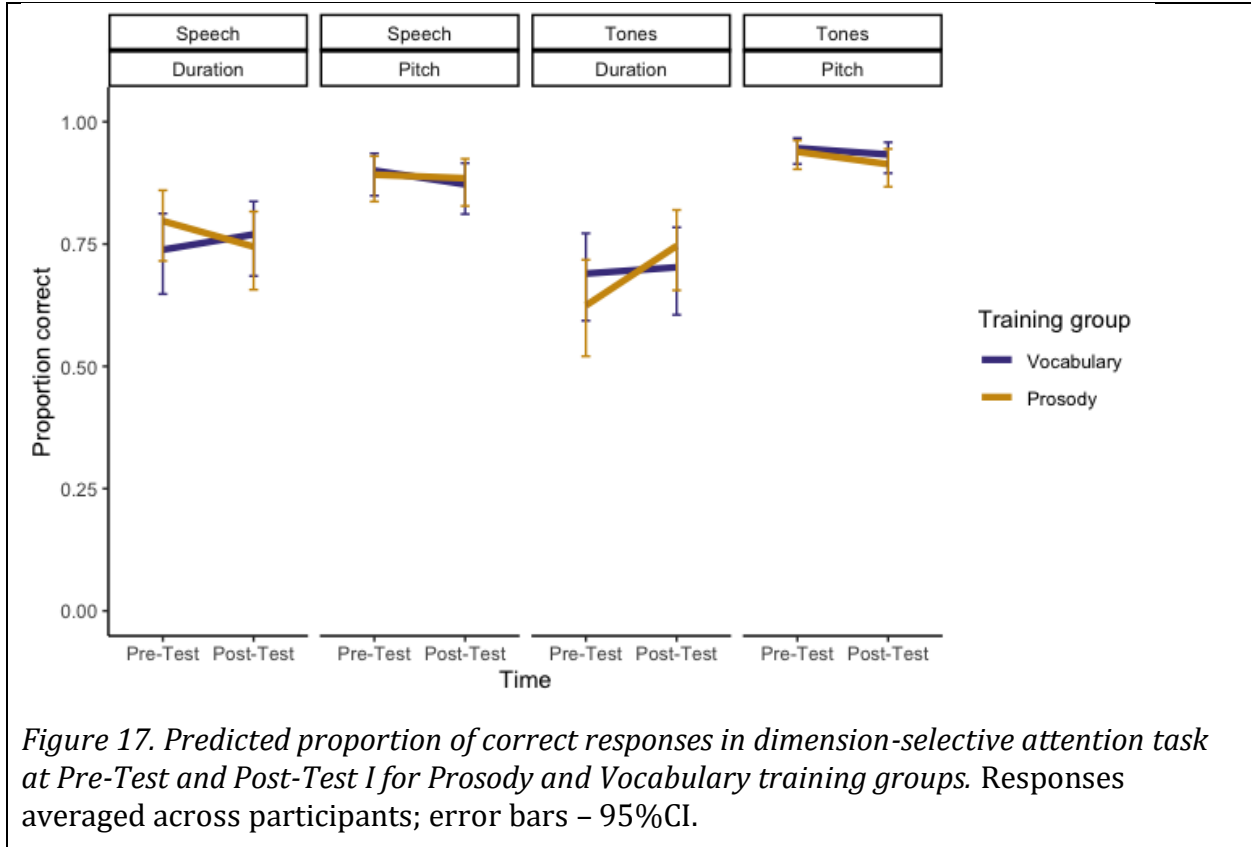 Speech Speech Tones Tones
Duration Pitch Duration Pitch
1.00
0.75
0.50
0.25
0.00
Proportion correct
Pre-Test Post-Test Pre-Test Post-Test Pre-Test Post-Test Pre-Test Post-Test
Time
Training group
Vocabulary
Prosody
Figure 17. Predicted proportion of correct responses in dimension-selective attention task
at Pre-Test and Post-Test I for Prosody and Vocabulary training groups. Responses
averaged across participants; error bars – 95%CI.